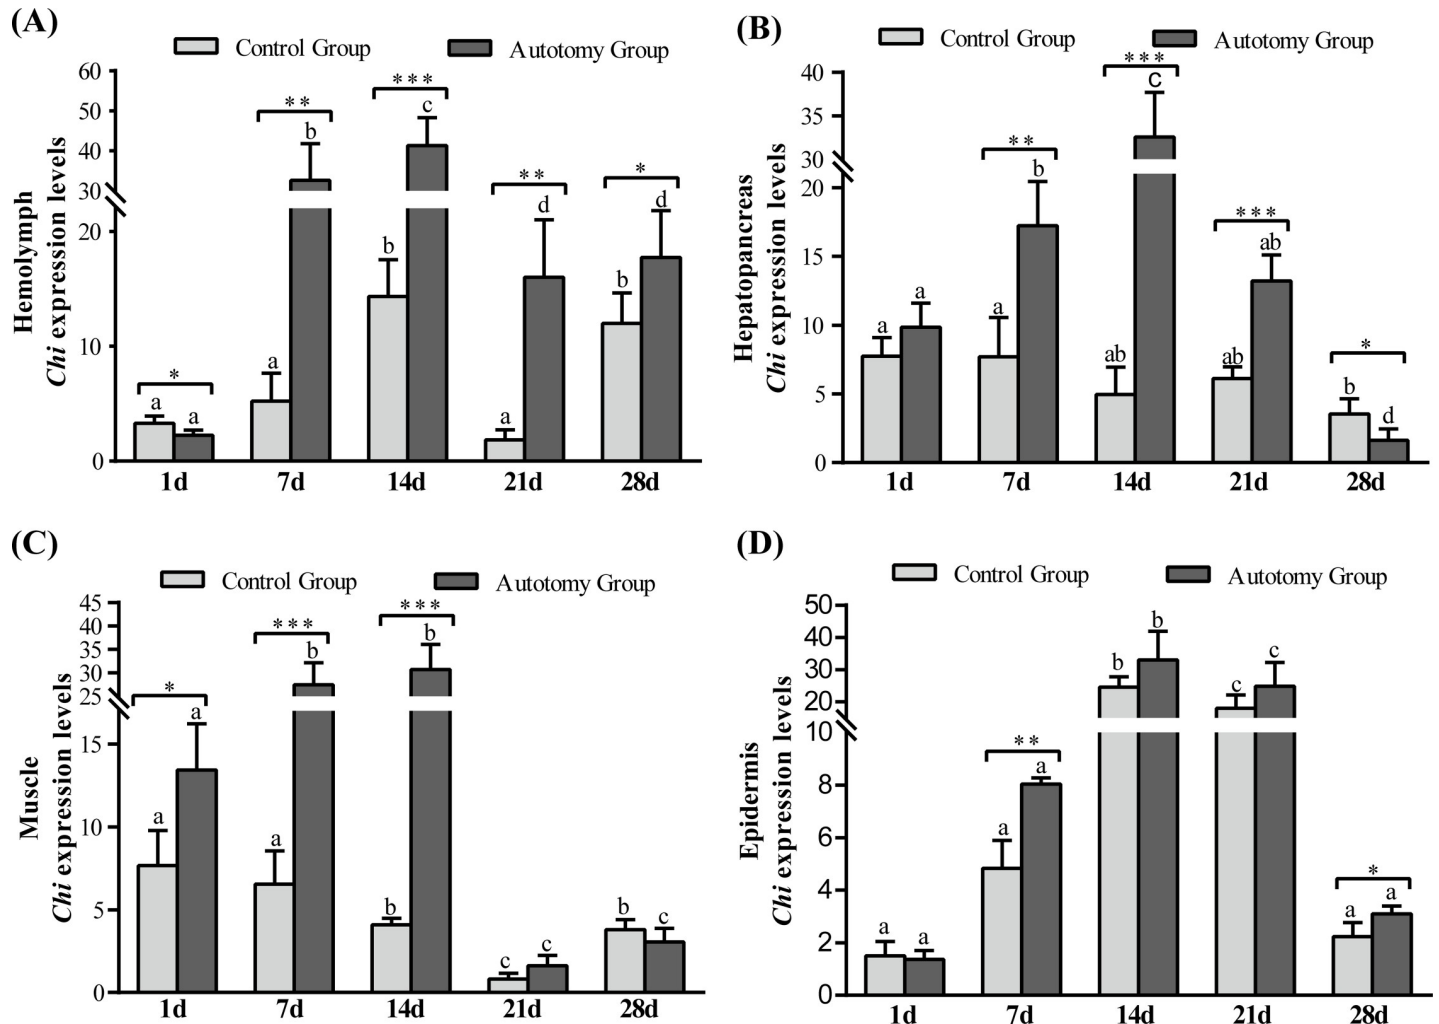 (A)
Control Group Autotomy Group
Hemolymph
Chi expression levels
60
50
40
30
20
10
0
* ** *** ** *
a a a b b c a d b d
1d 7d 14d 21d 28d
(B)
Control Group Autotomy Group
Hepatopancreas
Chi expression levels
40
35
30
20
15
10
5
0
** *** *** *
a a a b ab c ab ab b d
1d 7d 14d 21d 28d
(C)
Control Group Autotomy Group
Muscle
Chi expression levels
45
40
35
30
25
15
10
5
0
* *** ***
a a a b b b c c b c
1d 7d 14d 21d 28d
(D)
Control Group Autotomy Group
Epidermis
Chi expression levels
50
40
30
20
10
8
6
4
2
0
** *
a a a a b b c c a a
1d 7d 14d 21d 28d